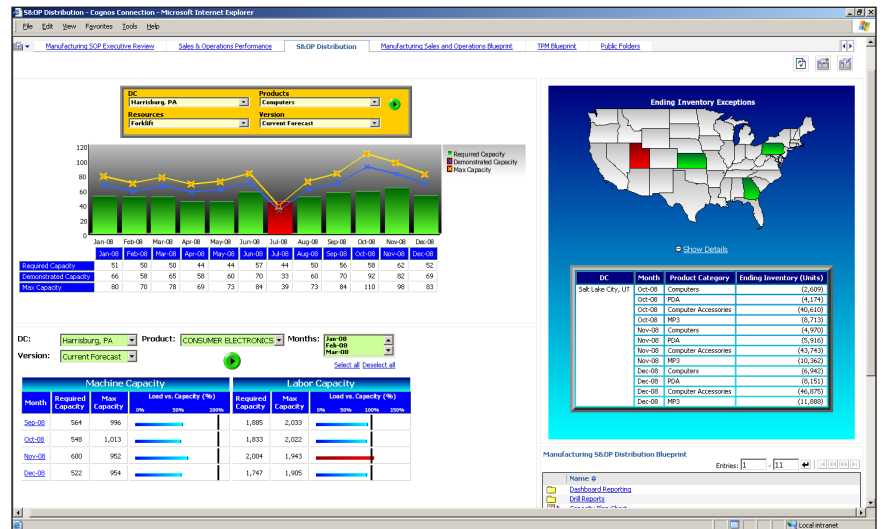 S&OP Distribution - Cognos Connection - Microsoft Internet Explorer
File Edit View Favorites Tools Help
Manufacturing SOP Executive Review Sales & Operations Performance S&OP Distribution Manufacturing Sales and Operations Blueprint TPM Blueprint Public Folders
DC Products
Harrisburg, PA Computers
Resources Version
Forklift Current Forecast
120
100
80
60
40
20
0
Required Capacity
Demonstrated Capacity
Max Capacity
Jan-08 Feb-08 Mar-08 Apr-08 May-08 Jun-08 Jul-08 Aug-08 Sep-08 Oct-08 Nov-08 Dec-08
Jan-08 Feb-08 Mar-08 Apr-08 May-08 Jun-08 Jul-08 Aug-08 Sep-08 Oct-08 Nov-08 Dec-08
Required Capacity 51 50 50 44 44 57 44 50 56 58 62 52
Demonstrated Capacity 66 58 65 58 60 70 33 60 70 92 82 69
Max Capacity 80 70 78 69 73 84 39 73 84 110 98 83
DC: Harrisburg, PA Product: CONSUMER ELECTRONICS Months: Jan-08
Feb-08
Mar-08
Version: Current Forecast
Select all Deselect all
Machine Capacity Labor Capacity
Month Required Capacity Max Capacity Load vs. Capacity (%) Required Capacity Max Capacity Load vs. Capacity (%)
0% 50% 100% 0% 50% 100% 150%
Sep-08 564 996 1,885 2,033
Oct-08 548 1,013 1,833 2,022
Nov-08 600 952 2,004 1,943
Dec-08 522 954 1,747 1,905
Ending Inventory Exceptions
Show Details
DC Month Product Category Ending Inventory (Units)
Salt Lake City, UT Oct-08 Computers (2,609)
Oct-08 PDA (4,174)
Oct-08 Computer Accessories (40,610)
Oct-08 MP3 (8,713)
Nov-08 Computers (4,970)
Nov-08 PDA (5,916)
Nov-08 Computer Accessories (43,743)
Nov-08 MP3 (10,362)
Dec-08 Computers (6,942)
Dec-08 PDA (8,151)
Dec-08 Computer Accessories (46,875)
Dec-08 MP3 (11,888)
Manufacturing S&OP Distribution Blueprint
Entries: 1 - 11
Name
Dashboard Reporting
Drill Reports
Capacity Plan Chart
Local intranet